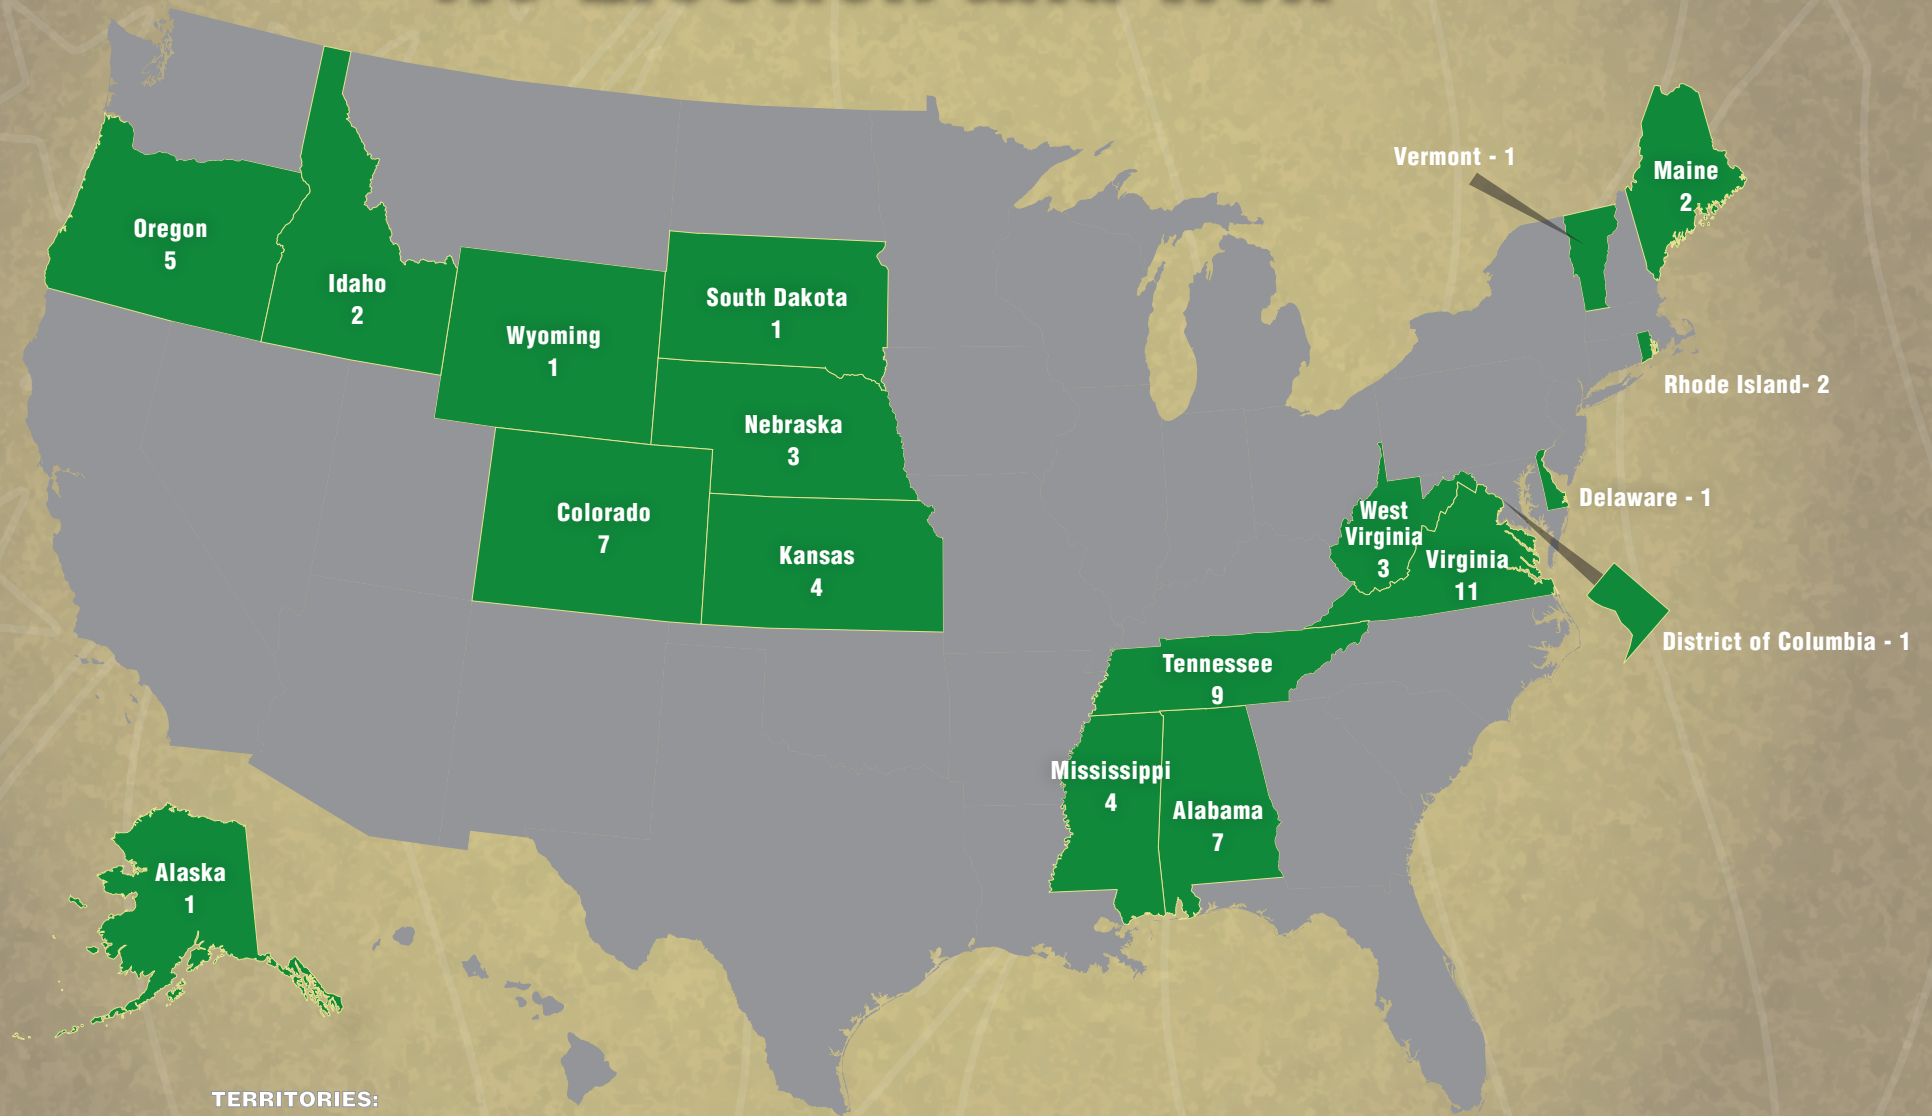 Vermont - 1
Maine
2
Oregon
5
Idaho
2
South Dakota
1
Wyoming
1
Rhode Island- 2
Nebraska
3
Colorado
7
Kansas
4
West
Virginia
3
Delaware - 1
Virginia
11
District of Columbia - 1
Tennessee
9
Mississippi
4
Alabama
7
Alaska
1
TERRITORIES: